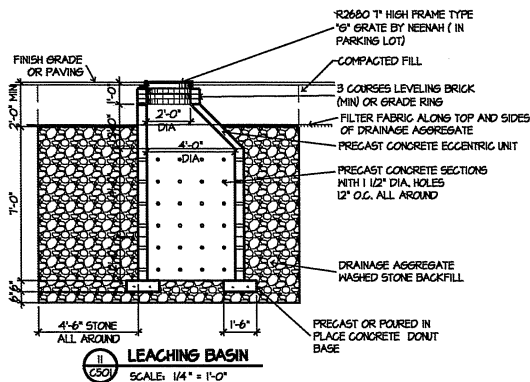 R2680 7" HIGH FRAME TYPE
"G" GRATE BY NEENAH ( IN
PARKING LOT)
FINISH GRADE
OR PAVING
COMPACTED FILL
3 COURSES LEVELING BRICK
(MIN) OR GRADE RING
FILTER FABRIC ALONG TOP AND SIDES
OF DRAINAGE AGGREGATE
PRECAST CONCRETE ECCENTRIC UNIT
2'-0" MIN
1'-0"
2'-0"
DIA
4'-0"
DIA
PRECAST CONCRETE SECTIONS
WITH 1 1/2" DIA. HOLES
12" O.C. ALL AROUND
7'-0"
DRAINAGE AGGREGATE
WASHED STONE BACKFILL
6"
6"
4'-6" STONE
ALL AROUND
1'-6"
PRECAST OR POURED IN
PLACE CONCRETE DONUT
BASE
11
C501
LEACHING BASIN
SCALE: 1/4" = 1'-0"